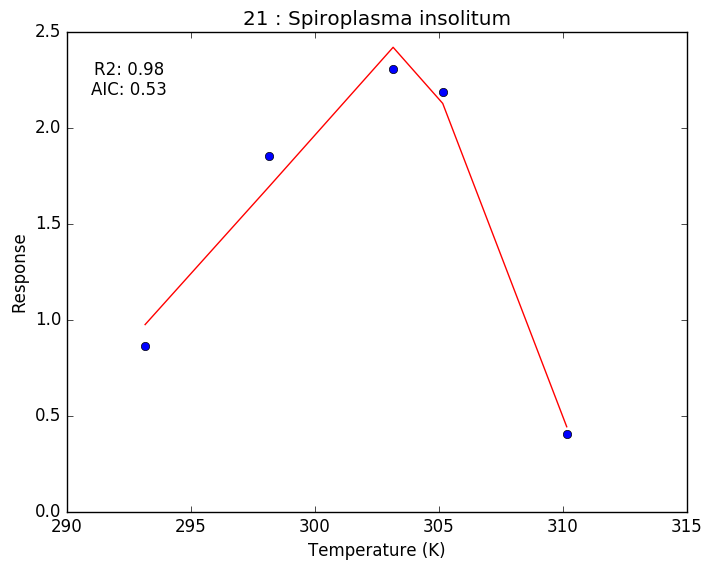 21 : Spiroplasma insolitum
R2: 0.98
AIC: 0.53
Response
2.5
2.0
1.5
1.0
0.5
0.0
290 295 300 305 310 315
Temperature (K)